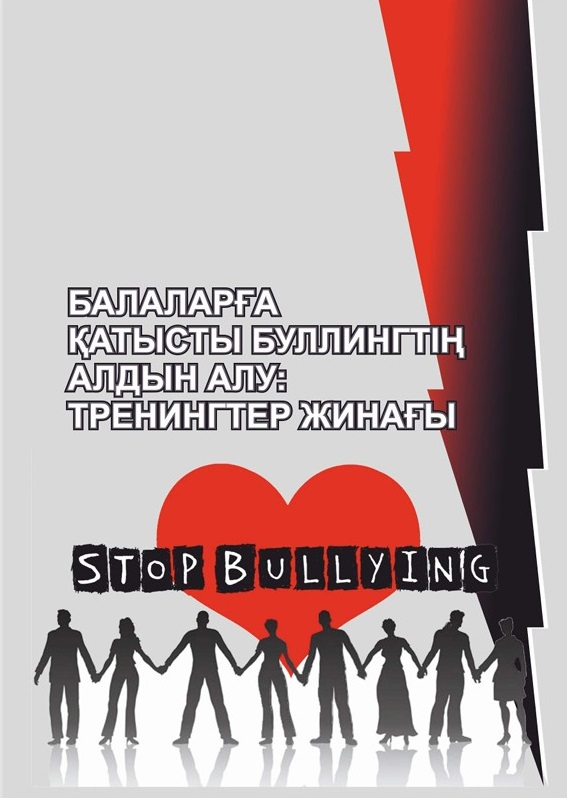 БАЛАЛАРҒА
ҚАТЫСТЫ БУЛЛИНГТІҢ
АЛДЫН АЛУ:
ТРЕНИНГТЕР ЖИНАҒЫ
STOP BULLYING